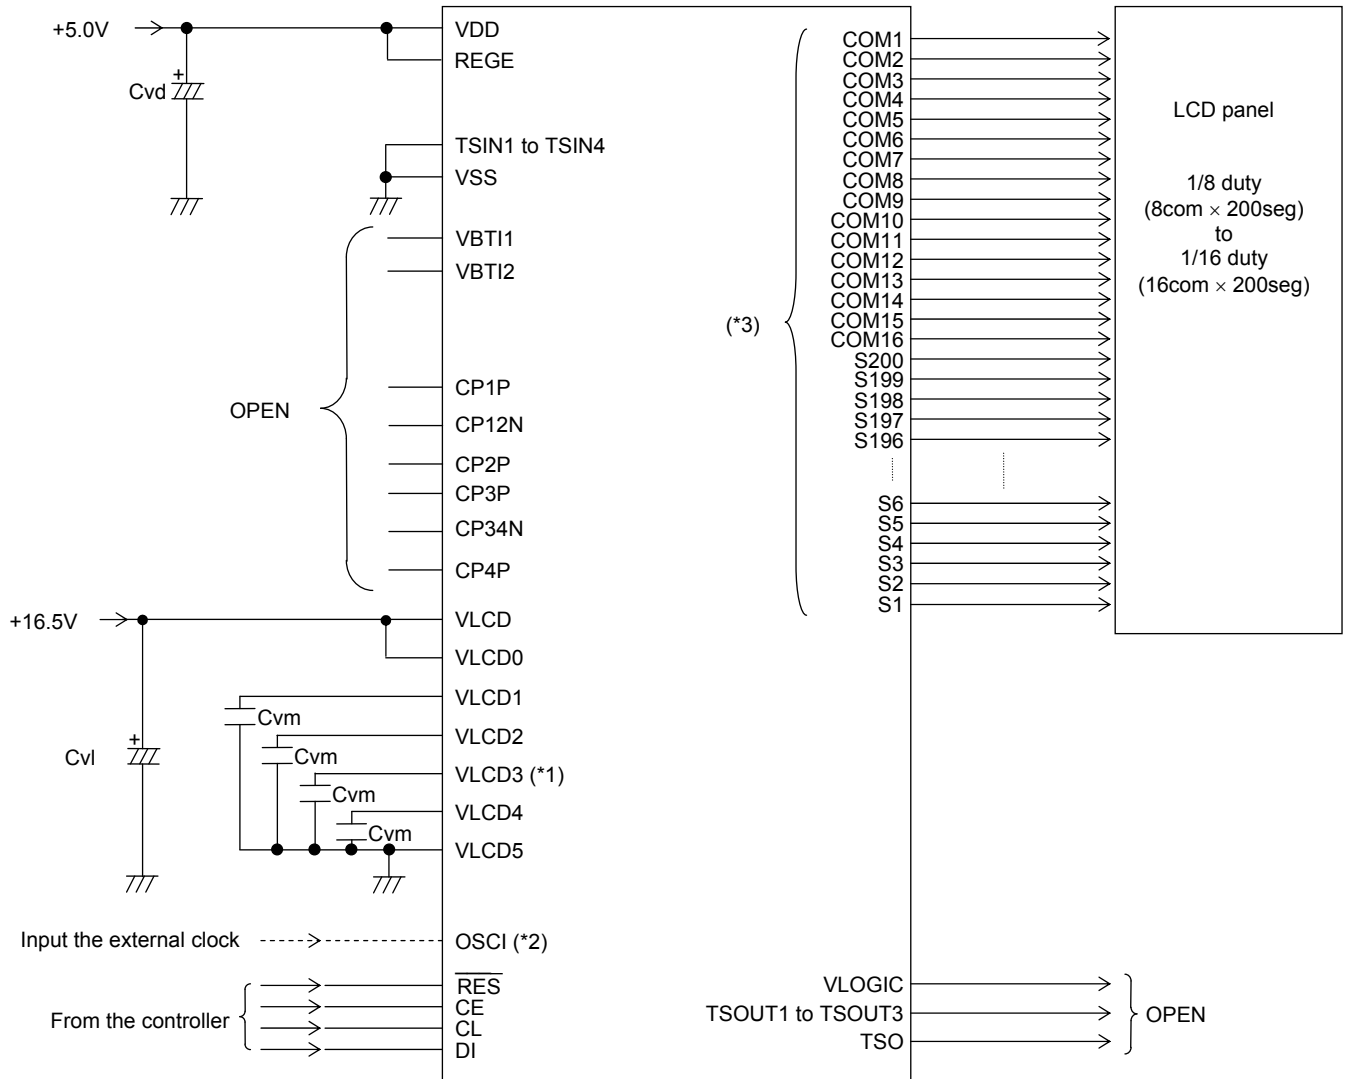 +5.0V
Cvd
+
VDD
REGE
TSIN1 to TSIN4
VSS
VBTI1
VBTI2
OPEN
CP1P
CP12N
CP2P
CP3P
CP34N
CP4P
+16.5V
Cvl
+
VLCD
VLCD0
VLCD1
VLCD2
VLCD3 (*1)
VLCD4
VLCD5
Cvm
Cvm
Cvm
Cvm
Input the external clock
OSCI (*2)
From the controller
RES
CE
CL
DI
(*3)
COM1
COM2
COM3
COM4
COM5
COM6
COM7
COM8
COM9
COM10
COM11
COM12
COM13
COM14
COM15
COM16
S200
S199
S198
S197
S196
S6
S5
S4
S3
S2
S1
LCD panel
1/8 duty
(8com × 200seg)
to
1/16 duty
(16com × 200seg)
VLOGIC
TSOUT1 to TSOUT3
TSO
OPEN